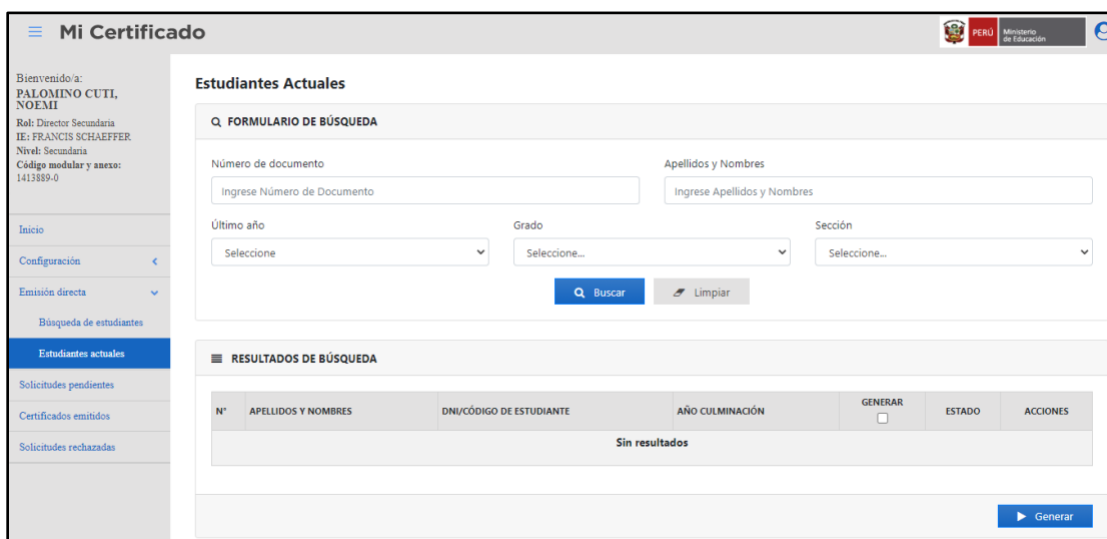 Mi Certificado
PERÚ
Ministerio
de Educación
Bienvenido/a:
PALOMINO CUTI,
NOEMI
Rol: Director Secundaria
IE: FRANCIS SCHAEFFER
Nivel: Secundaria
Código modular y anexo:
1413889-0
Inicio
Configuración
Emisión directa
Búsqueda de estudiantes
Estudiantes actuales
Solicitudes pendientes
Certificados emitidos
Solicitudes rechazadas
Estudiantes Actuales
FORMULARIO DE BÚSQUEDA
Número de documento
Apellidos y Nombres
Ingrese Número de Documento
Ingrese Apellidos y Nombres
Último año
Grado
Sección
Seleccione
Seleccione...
Seleccione...
Buscar
Limpiar
RESULTADOS DE BÚSQUEDA
N° APELLIDOS Y NOMBRES DNI/CÓDIGO DE ESTUDIANTE AÑO CULMINACIÓN GENERAR ESTADO ACCIONES
Sin resultados
Generar